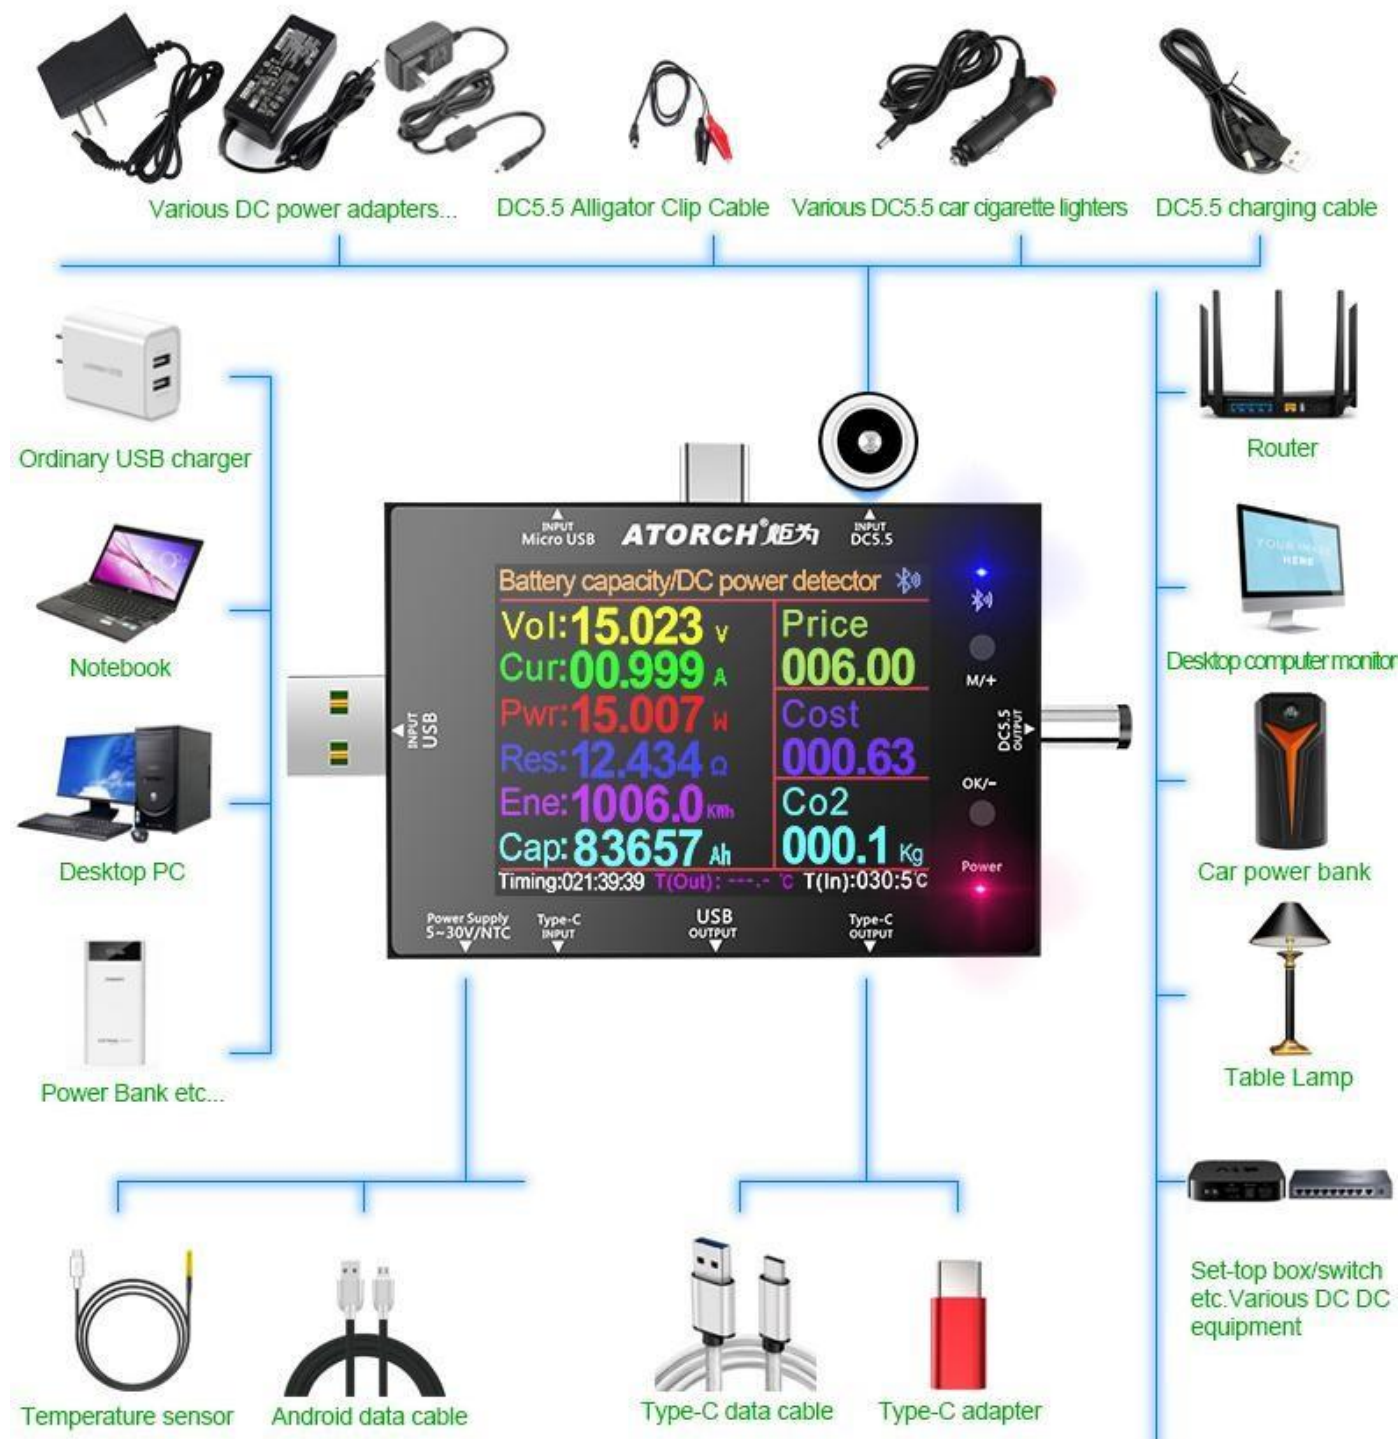 Various DC power adapters...
DC5.5 Alligator Clip Cable
Various DC5.5 car cigarette lighters
DC5.5 charging cable
Ordinary USB charger
Notebook
Desktop PC
Power Bank etc...
Router
YOUR IMAGE
HERE
Desktop computer monitor
Car power bank
Table Lamp
Set-top box/switch
etc.Various DC DC
equipment
INPUT
Micro USB
ATORCH®炬为
INPUT
DC5.5
Battery capacity/DC power detector
Vol:15.023 V
Cur:00.999 A
Pwr:15.007 W
Res:12.434 Ω
Ene:1006.0 KWh
Cap:83657 Ah
Price
006.00
Cost
000.63
Co2
000.1 Kg
Timing:021:39:39 T(Out): ---.- °C T(In):030:5°C
M/+
OK/-
Power
INPUT
USB
DC5.5
OUTPUT
Power Supply
5~30V/NTC
Type-C
INPUT
USB
OUTPUT
Type-C
OUTPUT
Temperature sensor
Android data cable
Type-C data cable
Type-C adapter